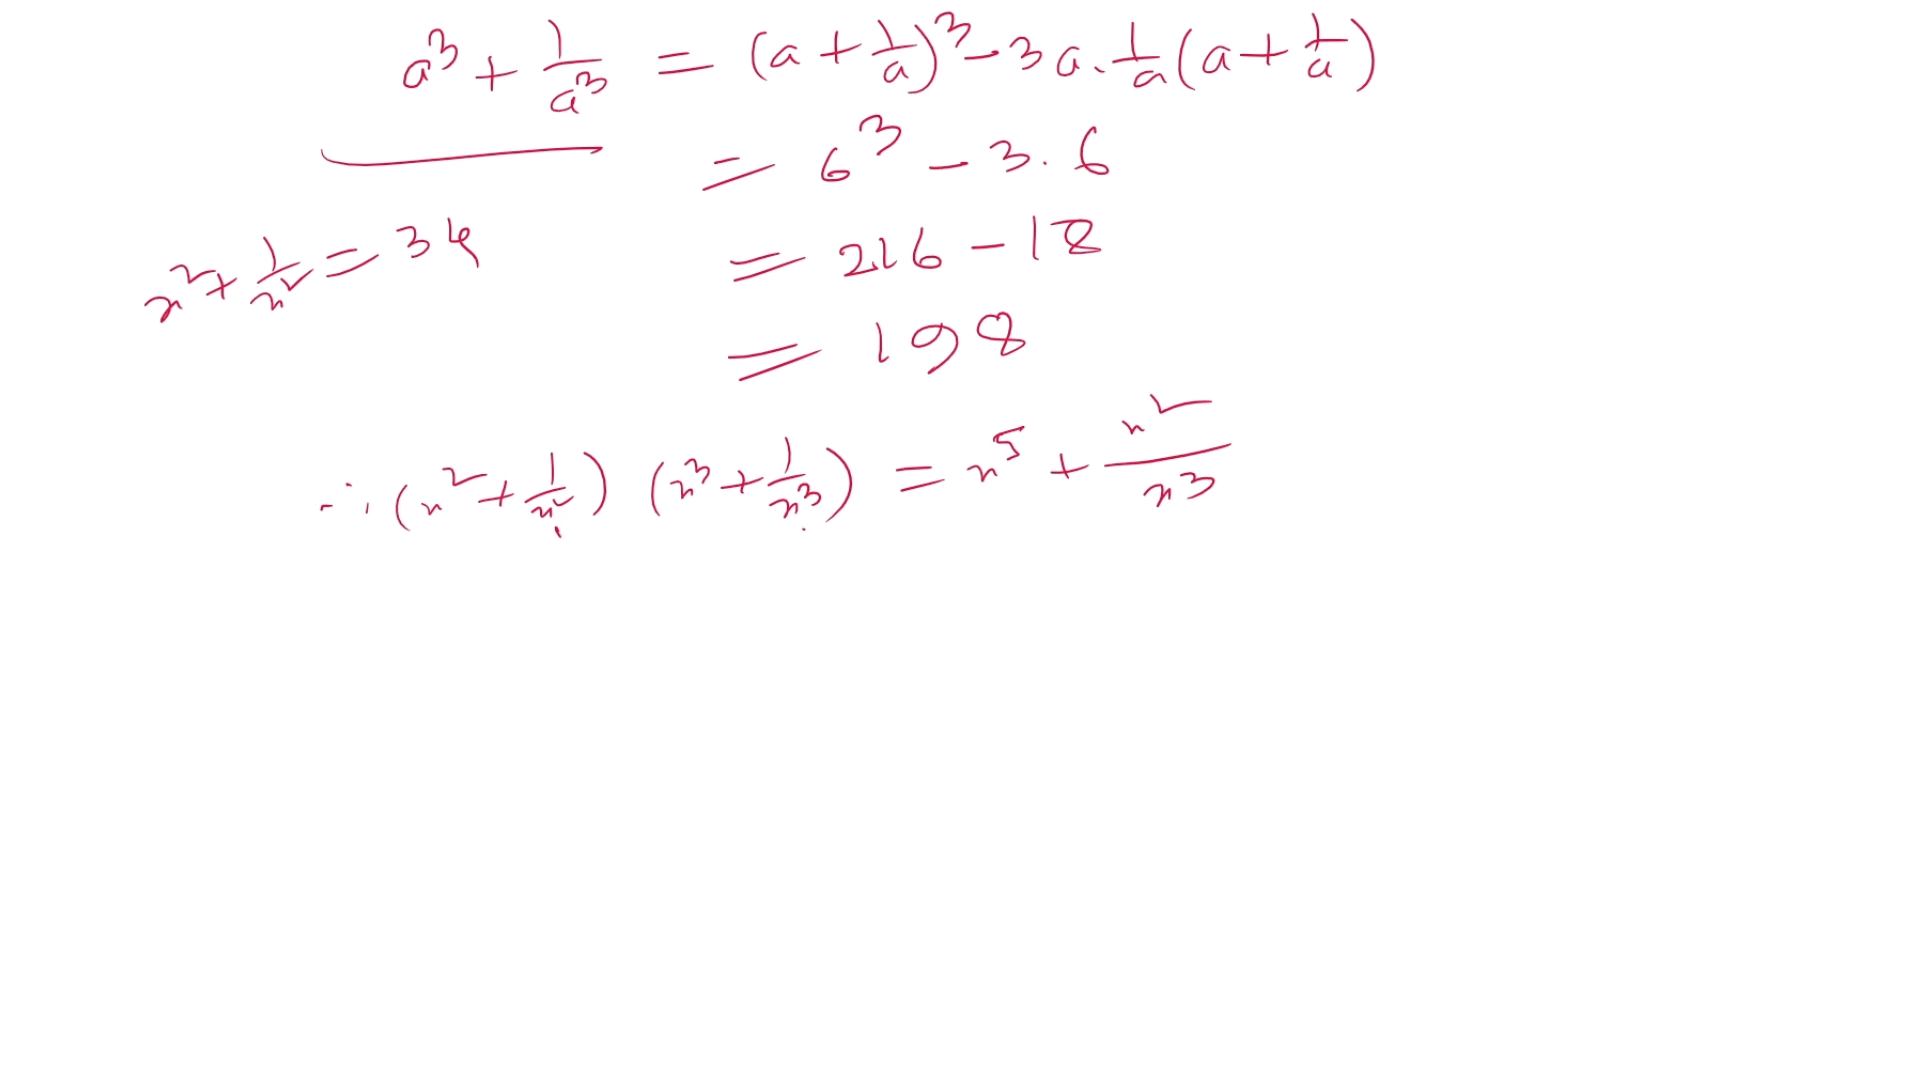 a³ + 1/a³ = (a + 1/a)³ - 3a.1/a(a + 1/a)
= 6³ - 3.6
x² + 1/x² = 34
= 216 - 18
= 198
∴ (x² + 1/x²) (x³ + 1/x³) = x⁵ + x²/x³